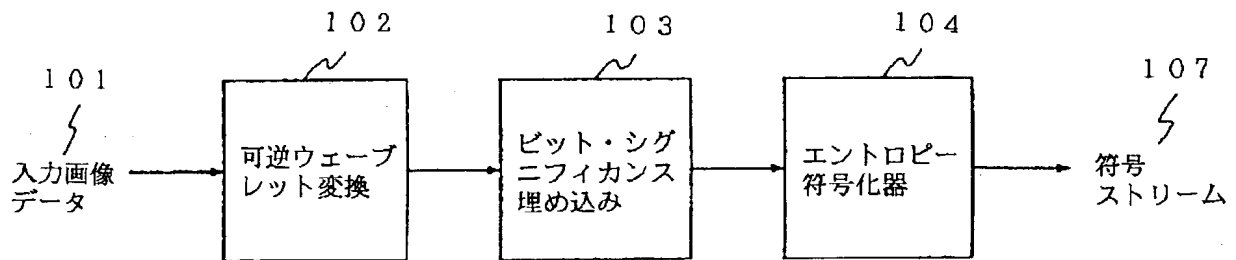 101
入力画像
データ
102
可逆ウェーブ
レット変換
103
ビット・シグ
ニフィカンス
埋め込み
104
エントロピー
符号化器
107
符号
ストリーム